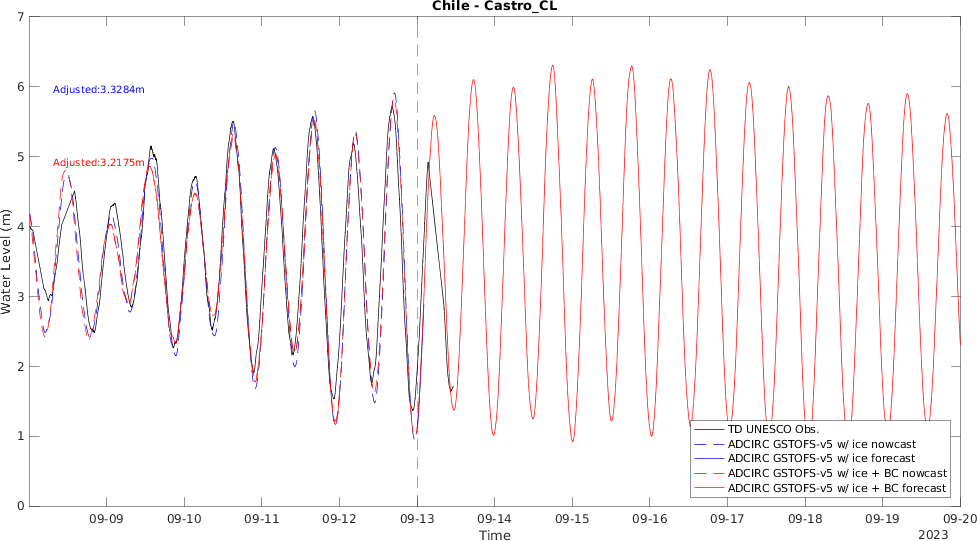 Chile - Castro_CL
7
6
5
4
3
2
1
0
Water Level (m)
Adjusted:3.3284m
Adjusted:3.2175m
TD UNESCO Obs.
ADCIRC GSTOFS-v5 w/ ice nowcast
ADCIRC GSTOFS-v5 w/ ice forecast
ADCIRC GSTOFS-v5 w/ ice + BC nowcast
ADCIRC GSTOFS-v5 w/ ice + BC forecast
09-09 09-10 09-11 09-12 09-13 09-14 09-15 09-16 09-17 09-18 09-19 09-20
Time
2023